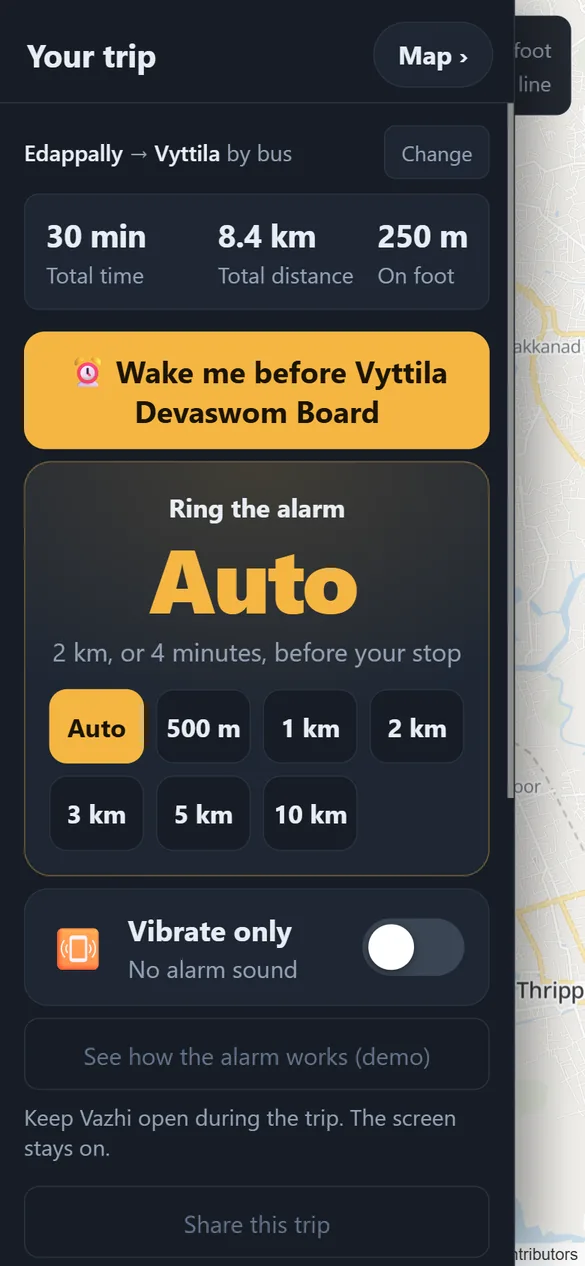 Your trip
Map ›
foot
line
Edappally → Vyttila by bus
Change
30 min
8.4 km
250 m
Total time
Total distance
On foot
Wake me before Vyttila
Devaswom Board
Ring the alarm
Auto
2 km, or 4 minutes, before your stop
Auto
500 m
1 km
2 km
3 km
5 km
10 km
Vibrate only
No alarm sound
See how the alarm works (demo)
Keep Vazhi open during the trip. The screen
stays on.
Share this trip
akkanad
oor
Thripp
ntributors